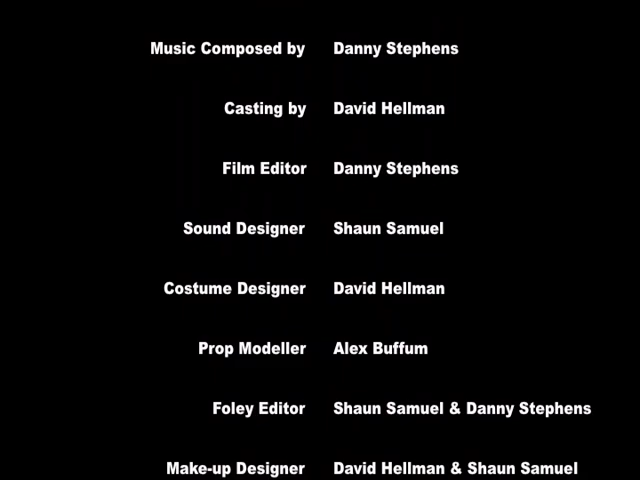 Music Composed by Danny Stephens
Casting by David Hellman
Film Editor Danny Stephens
Sound Designer Shaun Samuel
Costume Designer David Hellman
Prop Modeller Alex Buffum
Foley Editor Shaun Samuel & Danny Stephens
Make-up Designer David Hellman & Shaun Samuel